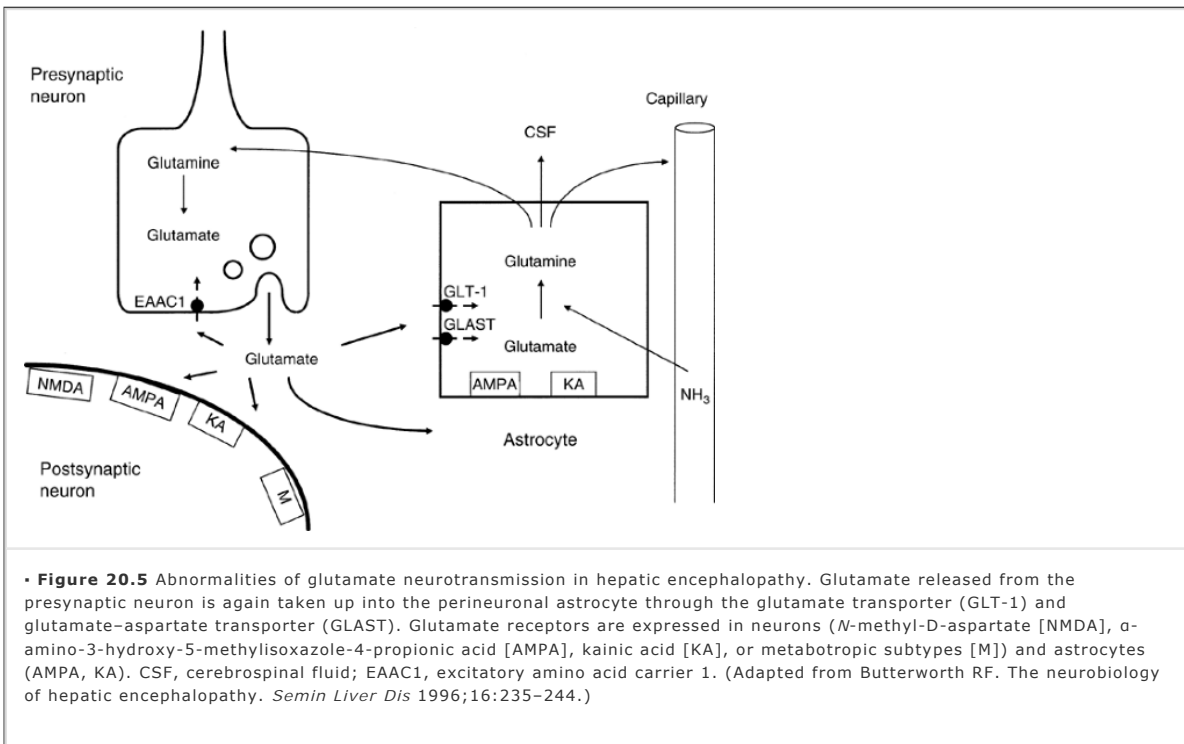 Presynaptic
neuron
Capillary
CSF
Glutamine
Glutamate
Glutamine
EAAC1
GLT-1
GLAST
Glutamate
Glutamate
NMDA
AMPA
KA
AMPA
KA
NH3
Astrocyte
Postsynaptic
neuron
M
▪ Figure 20.5 Abnormalities of glutamate neurotransmission in hepatic encephalopathy. Glutamate released from the
presynaptic neuron is again taken up into the perineuronal astrocyte through the glutamate transporter (GLT-1) and
glutamate–aspartate transporter (GLAST). Glutamate receptors are expressed in neurons (N-methyl-D-aspartate [NMDA], α-
amino-3-hydroxy-5-methylisoxazole-4-propionic acid [AMPA], kainic acid [KA], or metabotropic subtypes [M]) and astrocytes
(AMPA, KA). CSF, cerebrospinal fluid; EAAC1, excitatory amino acid carrier 1. (Adapted from Butterworth RF. The neurobiology
of hepatic encephalopathy. Semin Liver Dis 1996;16:235–244.)